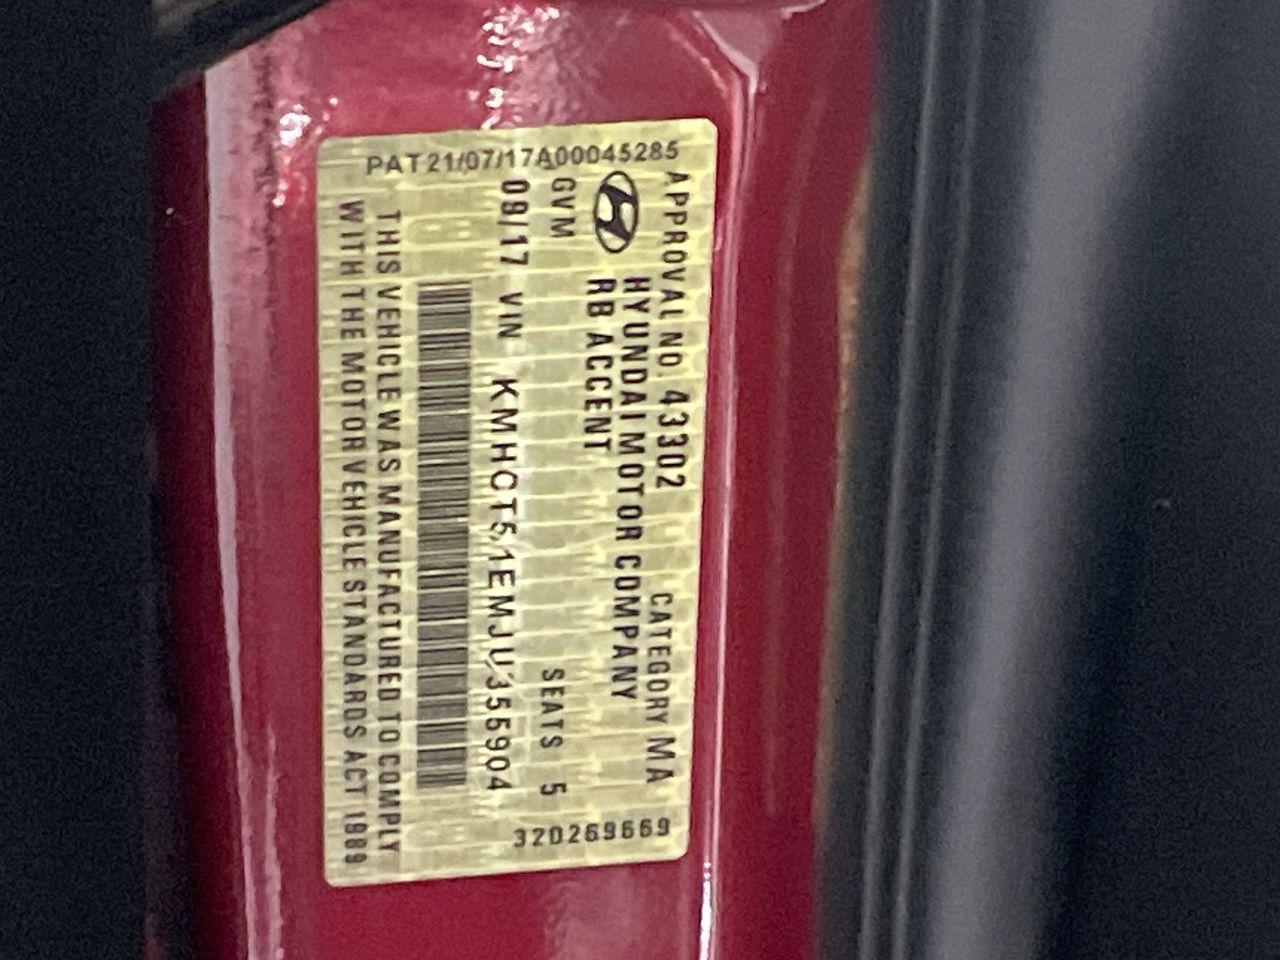 APPROVAL NO 43302 CATEGORY MA
HYUNDAI MOTOR COMPANY
RB ACCENT
GVM SEATS 5
08/17 VIN KMHCT51EMJU355904
THIS VEHICLE WAS MANUFACTURED TO COMPLY
WITH THE MOTOR VEHICLE STANDARDS ACT 1989
PAT21/07/17A00045285
320269669